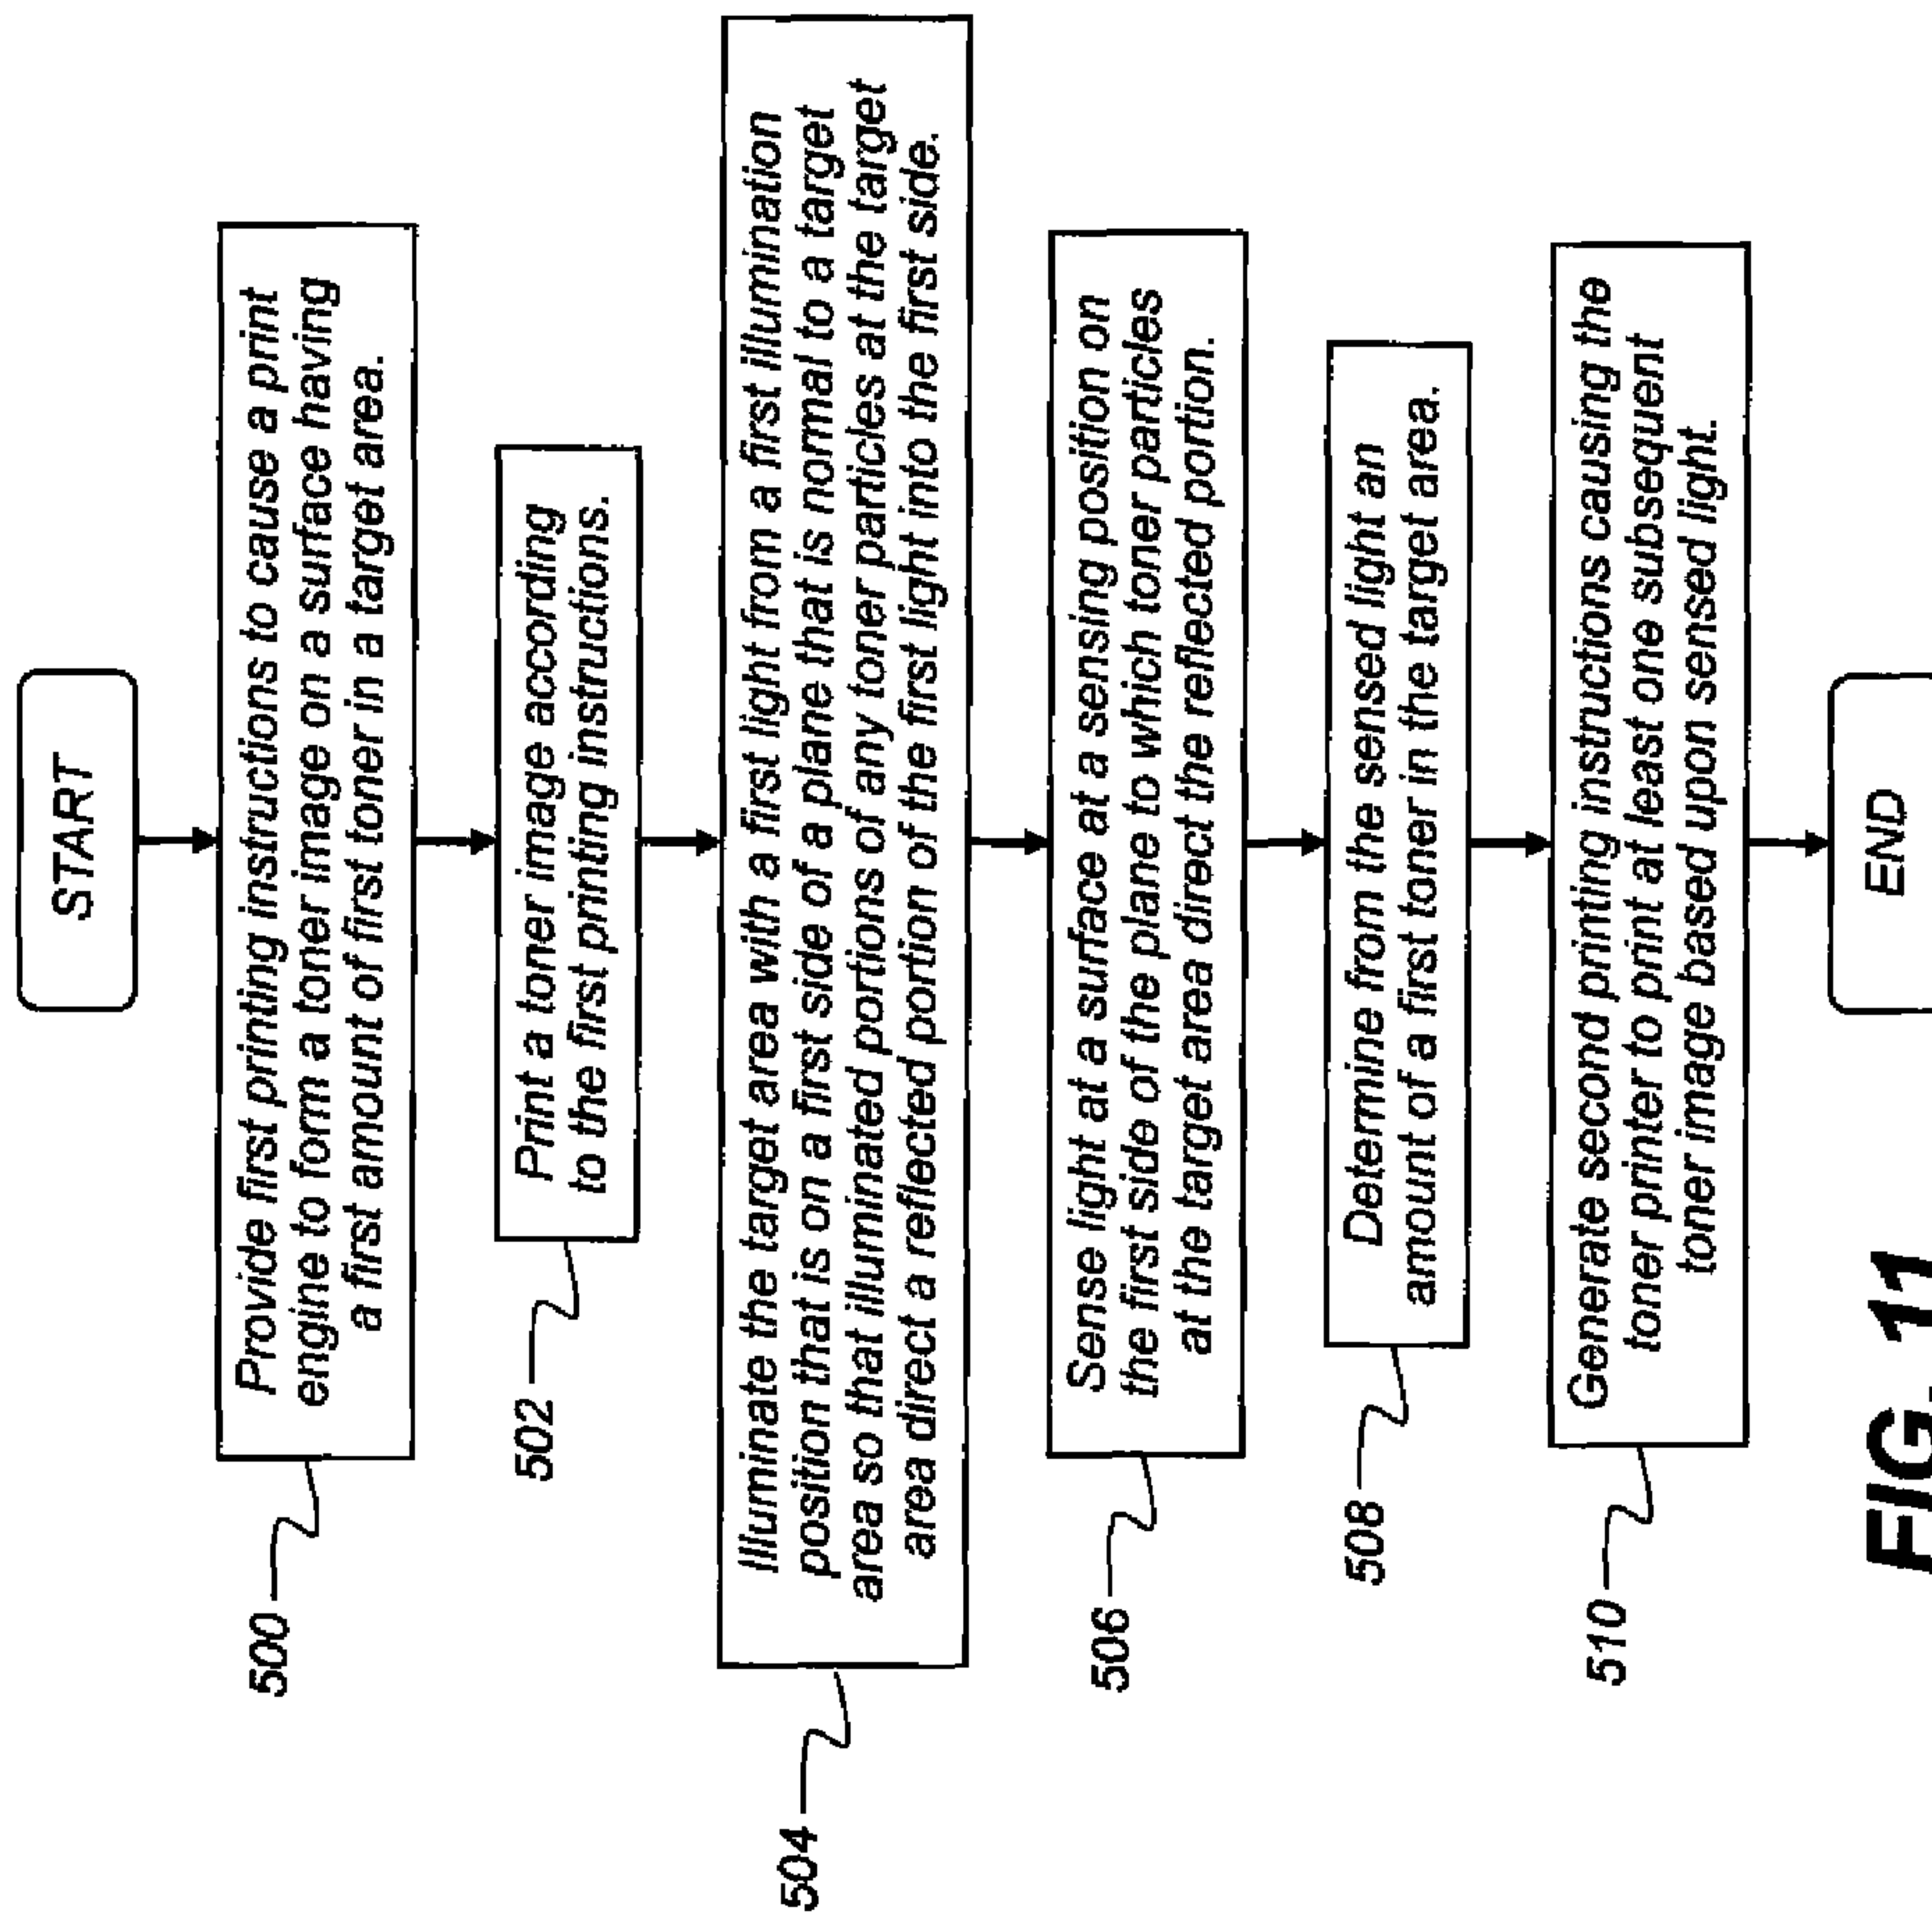 START
500
Provide first printing instructions to cause a print
engine to form a toner image on a surface having
a first amount of first toner in a target area.
502
Print a toner image according
to the first printing instructions.
504
Illuminate the target area with a first light from a first illumination
position that is on a first side of a plane that is normal to a target
area so that illuminated portions of any toner particles at the target
area direct a reflected portion of the first light into the first side.
506
Sense light at a surface at a sensing position on
the first side of the plane to which toner particles
at the target area direct the reflected portion.
508
Determine from the sensed light an
amount of a first toner in the target area.
510
Generate second printing instructions causing the
toner printer to print at least one subsequent
toner image based upon sensed light.
END
FIG. 11